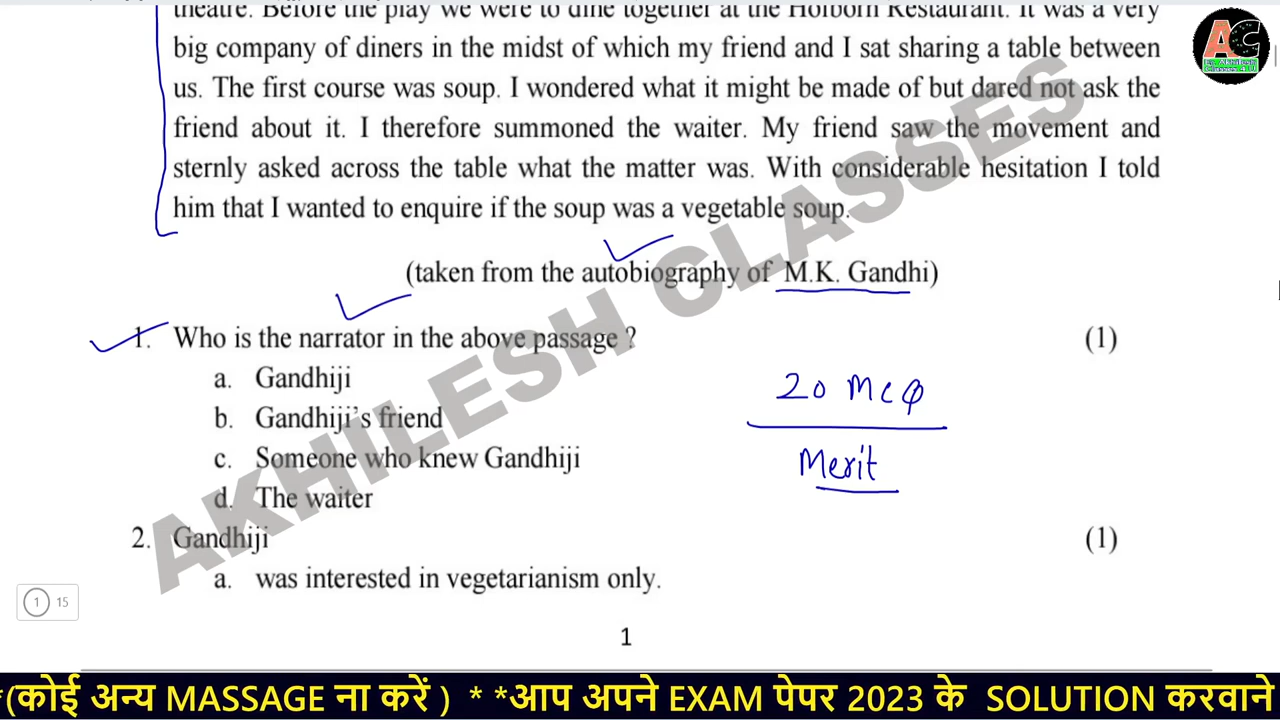 theatre. Before the play we were to dine together at the Holborn Restaurant. It was a very
big company of diners in the midst of which my friend and I sat sharing a table between
us. The first course was soup. I wondered what it might be made of but dared not ask the
friend about it. I therefore summoned the waiter. My friend saw the movement and
sternly asked across the table what the matter was. With considerable hesitation I told
him that I wanted to enquire if the soup was a vegetable soup.
(taken from the autobiography of M.K. Gandhi)
1. Who is the narrator in the above passage ? (1)
a. Gandhiji
b. Gandhiji's friend
c. Someone who knew Gandhiji
d. The waiter
20 MCQ
Merit
2. Gandhiji (1)
a. was interested in vegetarianism only.
1 15
1
AKHILESH CLASSES
AC
*(कोई अन्य MASSAGE ना करें ) * *आप अपने EXAM पेपर 2023 के SOLUTION करवाने